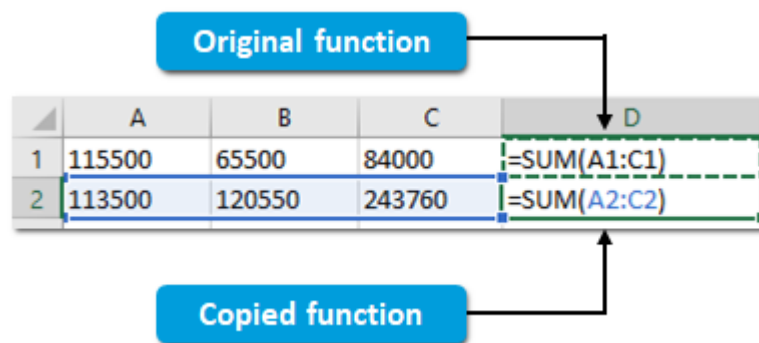 Original function
A B C D
1 115500 65500 84000 =SUM(A1:C1)
2 113500 120550 243760 =SUM(A2:C2)
Copied function